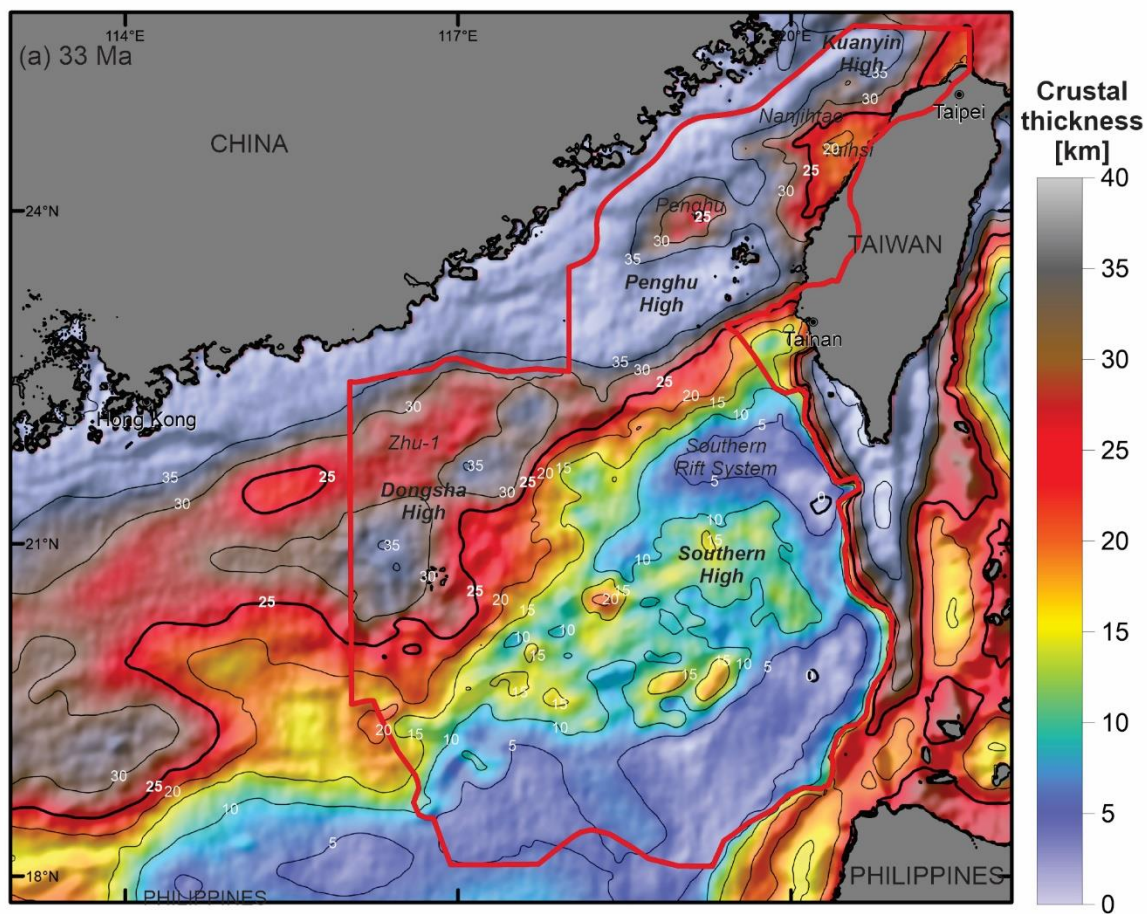 114°E
117°E
120°E
(a) 33 Ma
Kuanyin
High
35
30
Taipei
CHINA
Nanjihtao
20
Taihsi
25
30
24°N
Penghu
25
30
35
TAIWAN
Penghu
High
Tainan
35
30
25
20
15
10
5
30
Hong Kong
Zhu-1
35
35
30
25
Dongsha
High
30
25
20
15
Southern
Rift System
5
0
21°N
35
30
10
15
Southern
High
10
25
25
20
15
20
15
10
10
15
15
10
5
15
15
15
0
10
20
15
10
5
30
25
20
10
5
18°N
PHILIPPINES
PHILIPPINES
Crustal
thickness
[km]
40
35
30
25
20
15
10
5
0